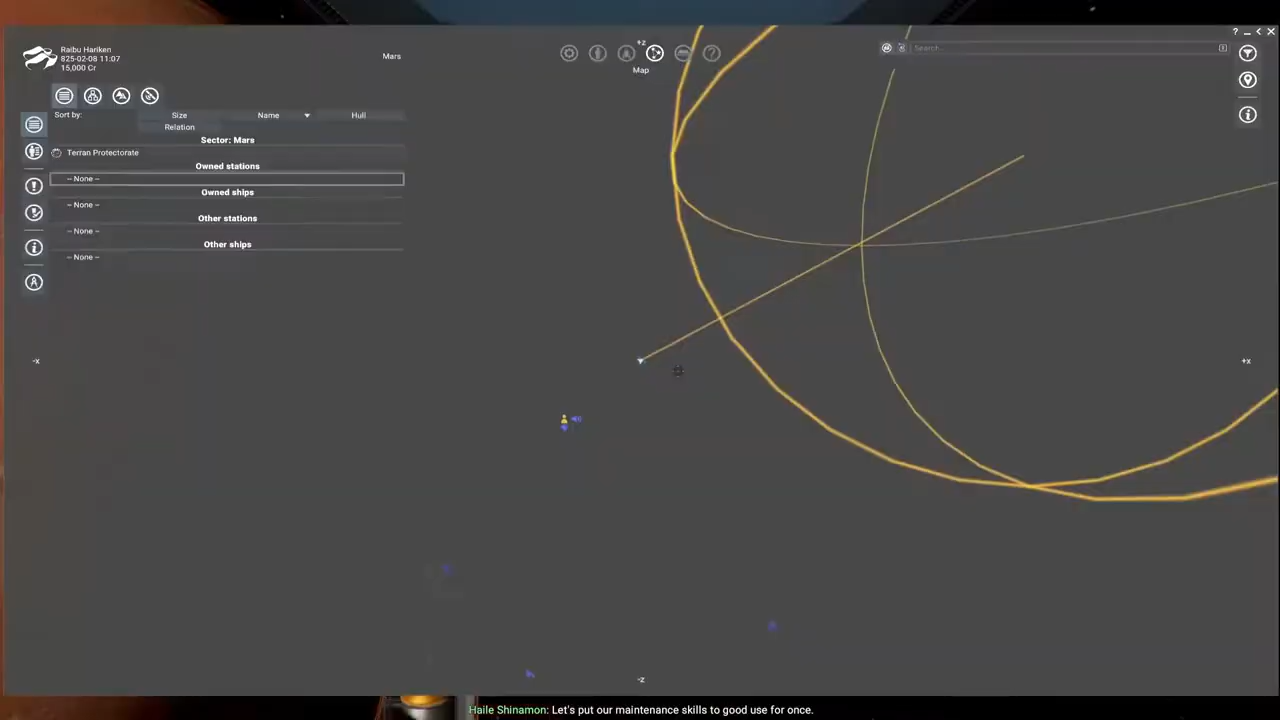 Raibu Hariken
825-02-08 11:07
15,000 Cr
Mars
+z
Map
Search...
?
Sort by:
Size
Name
Hull
Relation
Sector: Mars
Terran Protectorate
Owned stations
-- None --
Owned ships
-- None --
Other stations
-- None --
Other ships
-- None --
-x
+x
-z
Haile Shinamon: Let's put our maintenance skills to good use for once.